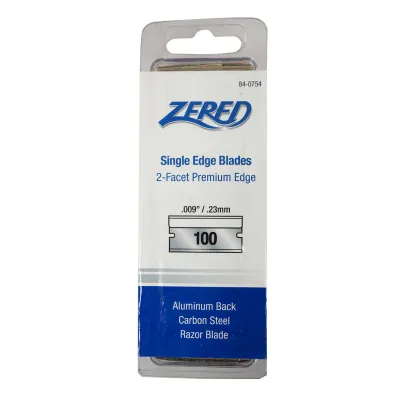 84-0754
ZERED
Single Edge Blades
2-Facet Premium Edge
.009" / .23mm
100
Aluminum Back
Carbon Steel
Razor Blade